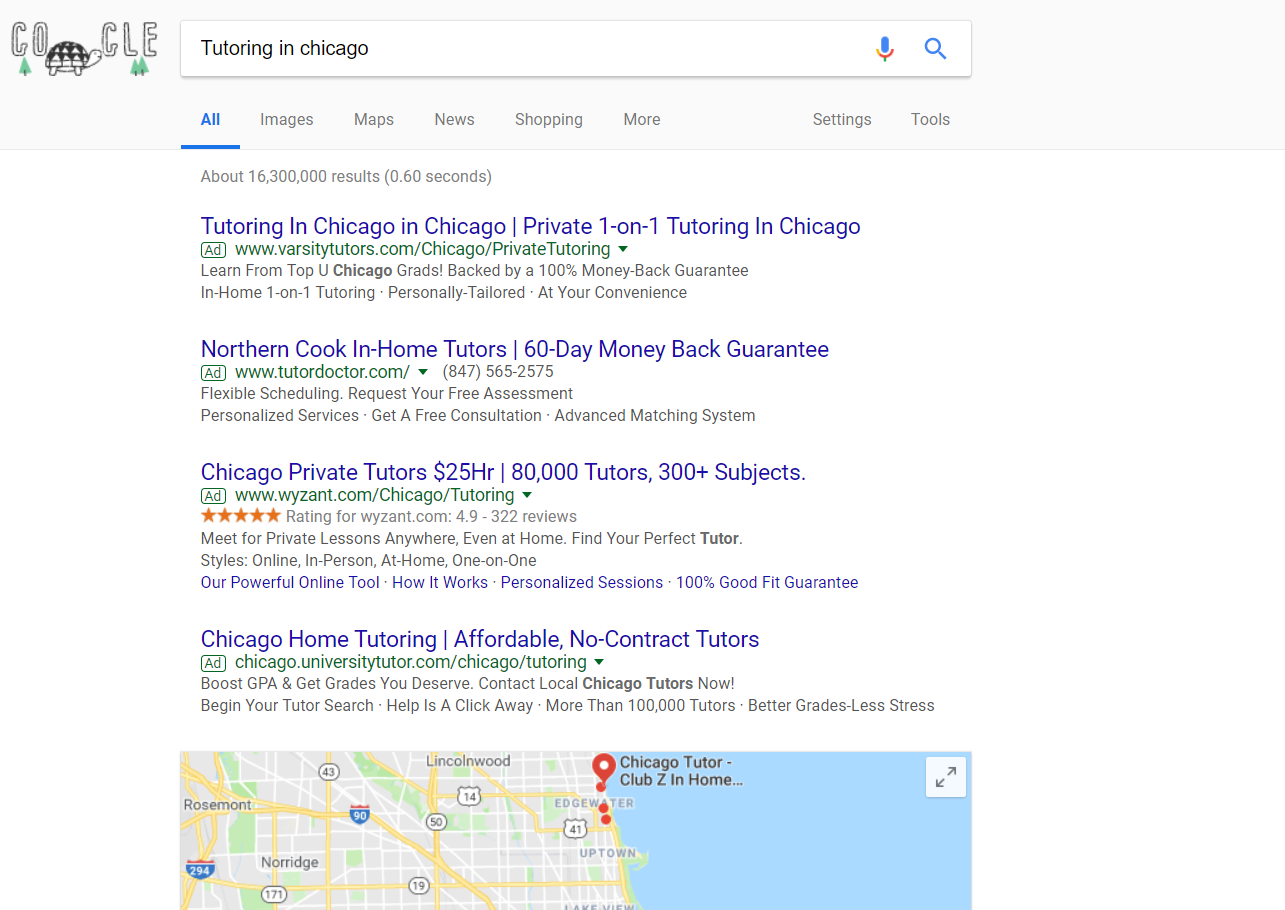 GO GLE
Tutoring in chicago
All Images Maps News Shopping More Settings Tools
About 16,300,000 results (0.60 seconds)
Tutoring In Chicago in Chicago | Private 1-on-1 Tutoring In Chicago
Ad www.varsitytutors.com/Chicago/PrivateTutoring
Learn From Top U Chicago Grads! Backed by a 100% Money-Back Guarantee
In-Home 1-on-1 Tutoring · Personally-Tailored · At Your Convenience
Northern Cook In-Home Tutors | 60-Day Money Back Guarantee
Ad www.tutordoctor.com/ (847) 565-2575
Flexible Scheduling. Request Your Free Assessment
Personalized Services · Get A Free Consultation · Advanced Matching System
Chicago Private Tutors $25Hr | 80,000 Tutors, 300+ Subjects.
Ad www.wyzant.com/Chicago/Tutoring
Rating for wyzant.com: 4.9 - 322 reviews
Meet for Private Lessons Anywhere, Even at Home. Find Your Perfect Tutor.
Styles: Online, In-Person, At-Home, One-on-One
Our Powerful Online Tool · How It Works · Personalized Sessions · 100% Good Fit Guarantee
Chicago Home Tutoring | Affordable, No-Contract Tutors
Ad chicago.universitytutor.com/chicago/tutoring
Boost GPA & Get Grades You Deserve. Contact Local Chicago Tutors Now!
Begin Your Tutor Search · Help Is A Click Away · More Than 100,000 Tutors · Better Grades-Less Stress
Lincolnwood
Chicago Tutor -
Club Z In Home...
43
14
Rosemont
EDGEWATER
90
50
41
UPTOWN
Norridge
294
19
171
LAKE VIEW